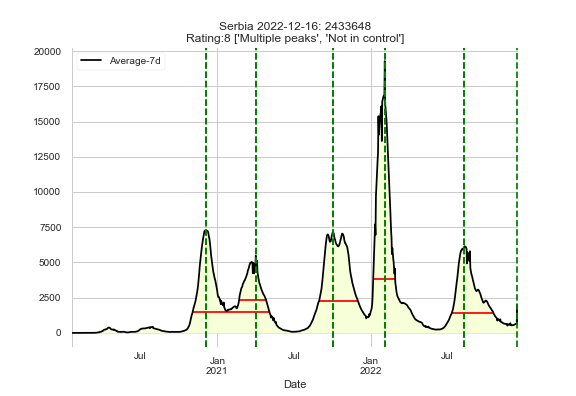 Serbia 2022-12-16: 2433648
Rating:8 ['Multiple peaks', 'Not in control']
20000
17500
15000
12500
10000
7500
5000
2500
0
Average-7d
Jul
Jan
2021
Jul
Jan
2022
Jul
Date